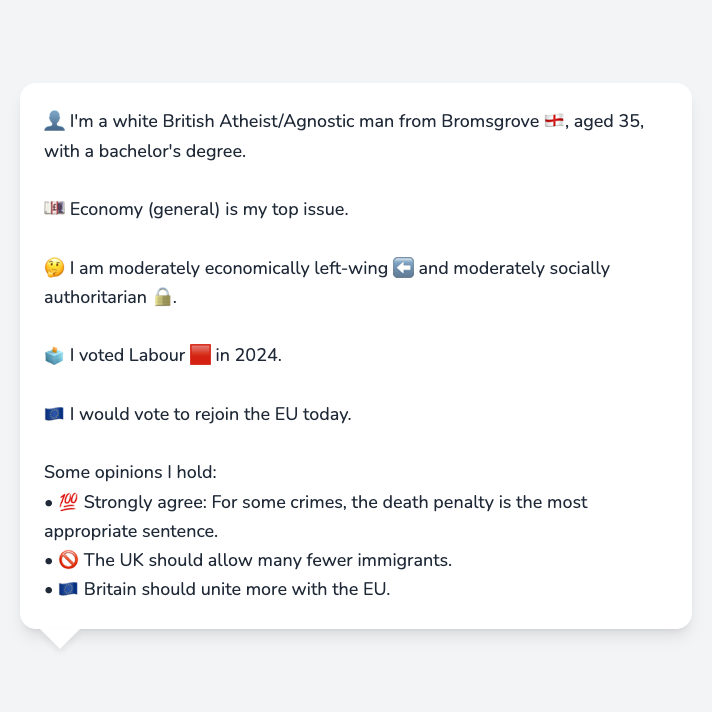 👤 I'm a white British Atheist/Agnostic man from Bromsgrove 🏴󠁧󠁢󠁥󠁮󠁧󠁿, aged 35,
with a bachelor's degree.
💷 Economy (general) is my top issue.
🤔 I am moderately economically left-wing ⬅️ and moderately socially
authoritarian 🔒.
🗳️ I voted Labour 🟥 in 2024.
🇪🇺 I would vote to rejoin the EU today.
Some opinions I hold:
• 💯 Strongly agree: For some crimes, the death penalty is the most
appropriate sentence.
• 🚫 The UK should allow many fewer immigrants.
• 🇪🇺 Britain should unite more with the EU.